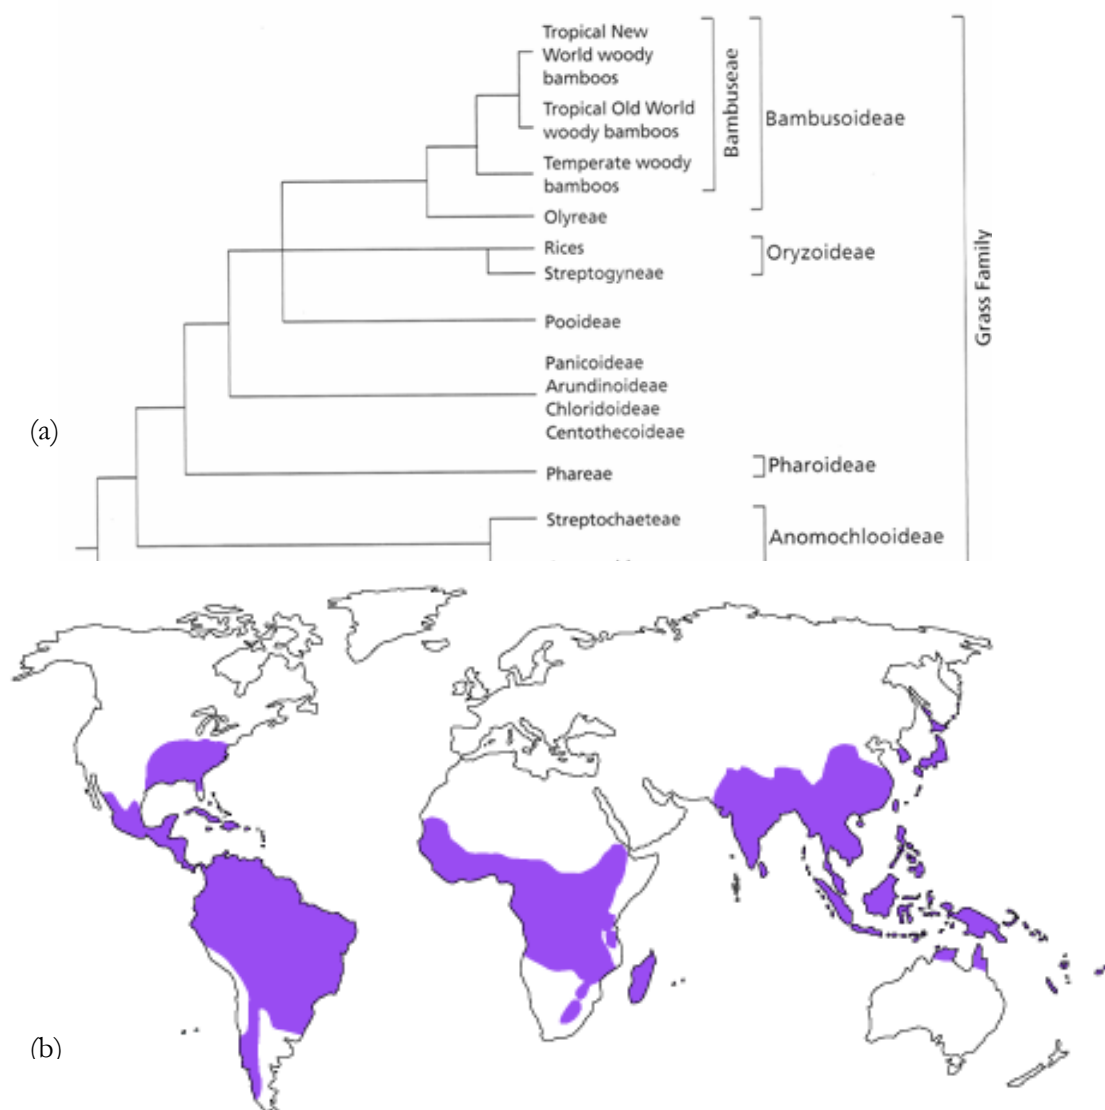 Tropical New
World woody
bamboos
Tropical Old World
woody bamboos
Temperate woody
bamboos
Bambuseae
Bambusoideae
Olyreae
Rices
Streptogyneae
Oryzoideae
Grass Family
Pooideae
Panicoideae
Arundinoideae
Chloridoideae
Centothecoideae
(a)
Phareae
Pharoideae
Streptochaeteae
Anomochlooideae
(b)